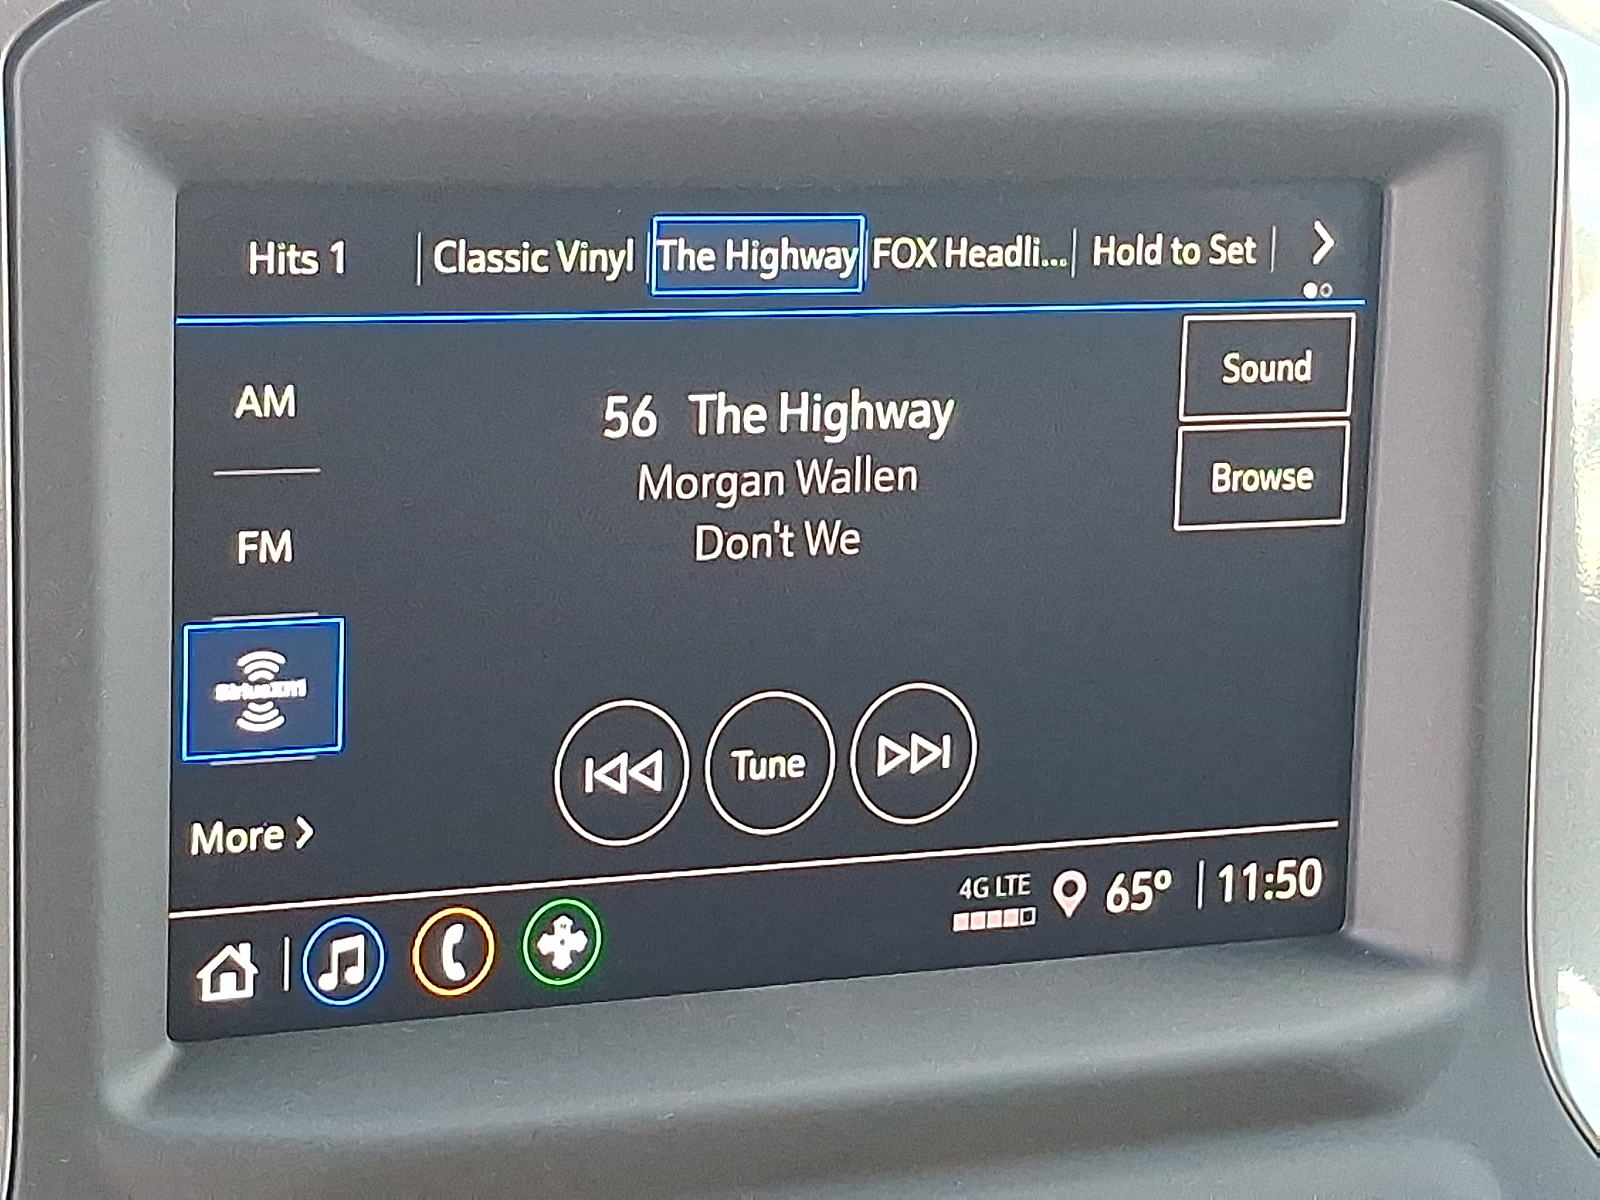 Hits 1 | Classic Vinyl The Highway FOX Headli... Hold to Set
AM
FM
siriusxm
More
56 The Highway
Morgan Wallen
Don't We
Sound
Browse
Tune
4G LTE 65° 11:50